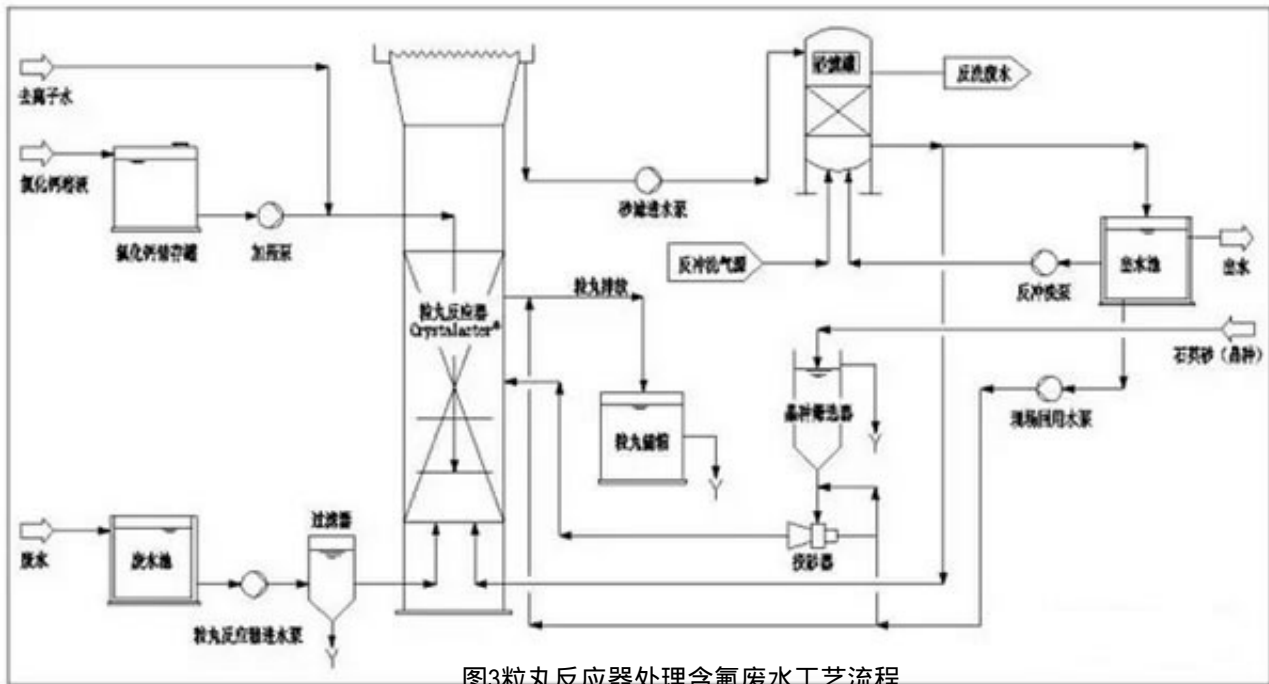 去离子水
氯化钙溶液
氯化钙储存罐
加药泵
粒丸反应器
Crystalactor®
砂滤进水泵
砂滤罐
反洗废水
反冲洗气源
反冲洗泵
出水池
出水
石英砂（晶种）
粒丸排放
粒丸储箱
晶种筛选器
现场回用水泵
投砂器
废水
废水池
过滤器
粒丸反应器进水泵
图3粒丸反应器处理含氟废水工艺流程